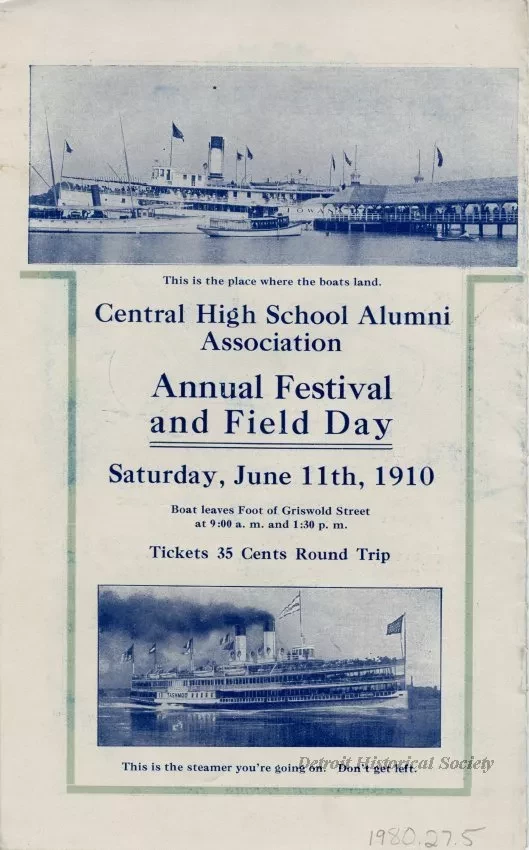 This is the place where the boats land.
Central High School Alumni
Association
Annual Festival
and Field Day
Saturday, June 11th, 1910
Boat leaves Foot of Griswold Street
at 9:00 a. m. and 1:30 p. m.
Tickets 35 Cents Round Trip
TASHMOO
This is the steamer you're going on. Don't get left.
Detroit Historical Society
1980.27.5